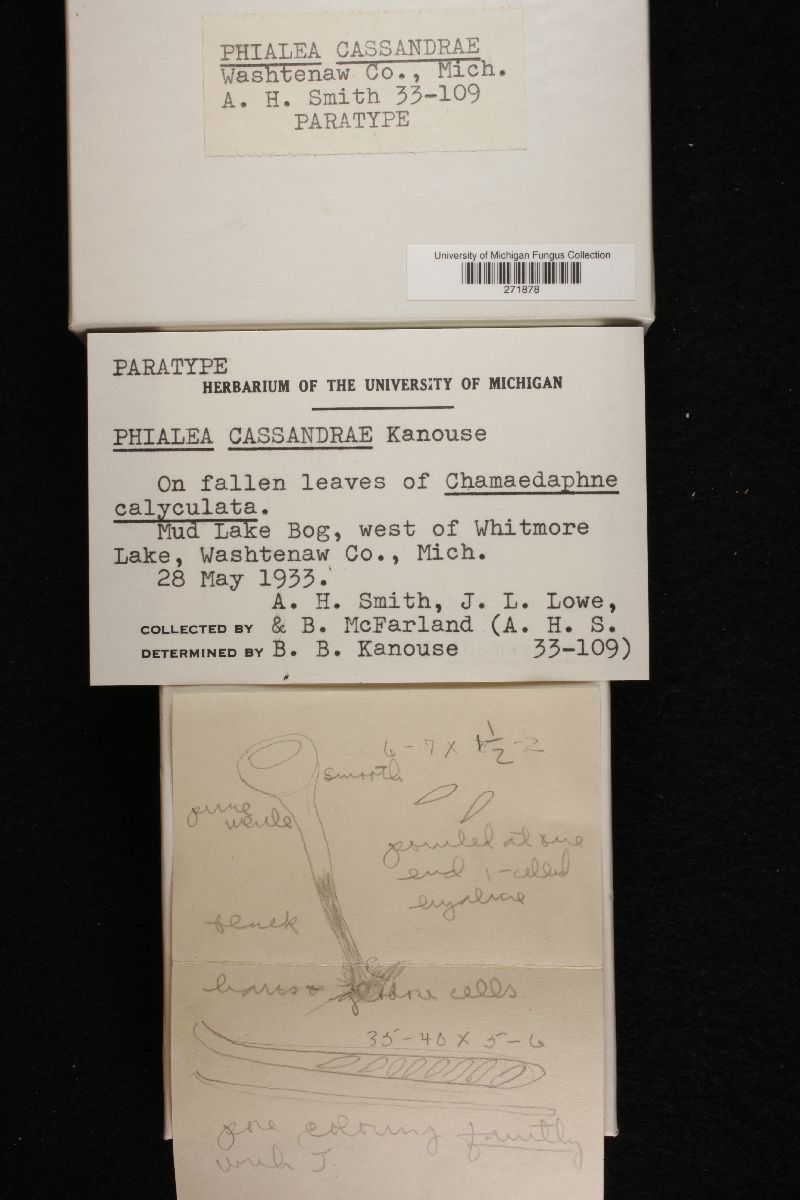 PHIALEA CASSANDRAE
Washtenaw Co., Mich.
A. H. Smith 33-109
PARATYPE
University of Michigan Fungus Collection
271878
PARATYPE
HERBARIUM OF THE UNIVERSITY OF MICHIGAN
PHIALEA CASSANDRAE Kanouse
On fallen leaves of Chamaedaphne
calyculata.
Mud Lake Bog, west of Whitmore
Lake, Washtenaw Co., Mich.
28 May 1933.
A. H. Smith, J. L. Lowe,
COLLECTED BY & B. McFarland (A. H. S.
DETERMINED BY B. B. Kanouse 33-109)
6-7 X 1 1/2-2
smooth
pure
white
pointed at one
end 1-celled
hyaline
black
hairs & globose cells
35-40 X 5-6
pore coloring faintly
with J.